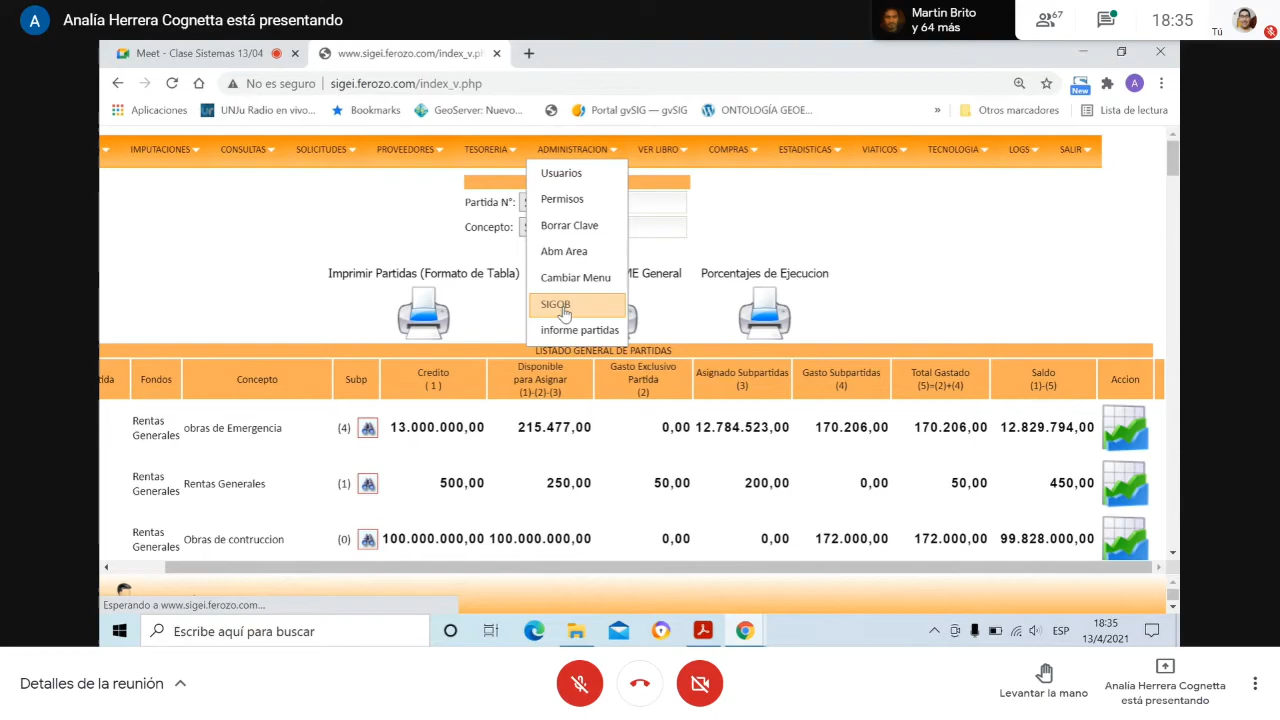 A Analía Herrera Cognetta está presentando
Martin Brito
y 64 más
67
18:35
Tú
Meet - Clase Sistemas 13/04
www.sigei.ferozo.com/index_v.ph
No es seguro
sigei.ferozo.com/index_v.php
A
New
Aplicaciones
UNJu Radio en vivo...
Bookmarks
GeoServer: Nuevo...
Portal gvSIG — gvSIG
ONTOLOGÍA GEOE...
»
Otros marcadores
Lista de lectura
IMPUTACIONES
CONSULTAS
SOLICITUDES
PROVEEDORES
TESORERIA
ADMINISTRACION
VER LIBRO
COMPRAS
ESTADISTICAS
VIATICOS
TECNOLOGIA
LOGS
SALIR
Usuarios
Permisos
Borrar Clave
Abm Area
Cambiar Menu
SIGOB
informe partidas
Partida N°:
Concepto:
Imprimir Partidas (Formato de Tabla)
ME General
Porcentajes de Ejecucion
LISTADO GENERAL DE PARTIDAS
ida
Fondos
Concepto
Subp
Credito
( 1 )
Disponible
para Asignar
(1)-(2)-(3)
Gasto Exclusivo
Partida
(2)
Asignado Subpartidas
(3)
Gasto Subpartidas
(4)
Total Gastado
(5)=(2)+(4)
Saldo
(1)-(5)
Accion
Rentas
Generales
obras de Emergencia (4) 13.000.000,00 215.477,00 0,00 12.784.523,00 170.206,00 170.206,00 12.829.794,00
Rentas
Generales
Rentas Generales (1) 500,00 250,00 50,00 200,00 0,00 50,00 450,00
Rentas
Generales
Obras de contruccion (0) 100.000.000,00 100.000.000,00 0,00 0,00 172.000,00 172.000,00 99.828.000,00
Esperando a www.sigei.ferozo.com...
Escribe aquí para buscar
ESP
18:35
13/4/2021
Detalles de la reunión
Levantar la mano
Analía Herrera Cognetta
está presentando